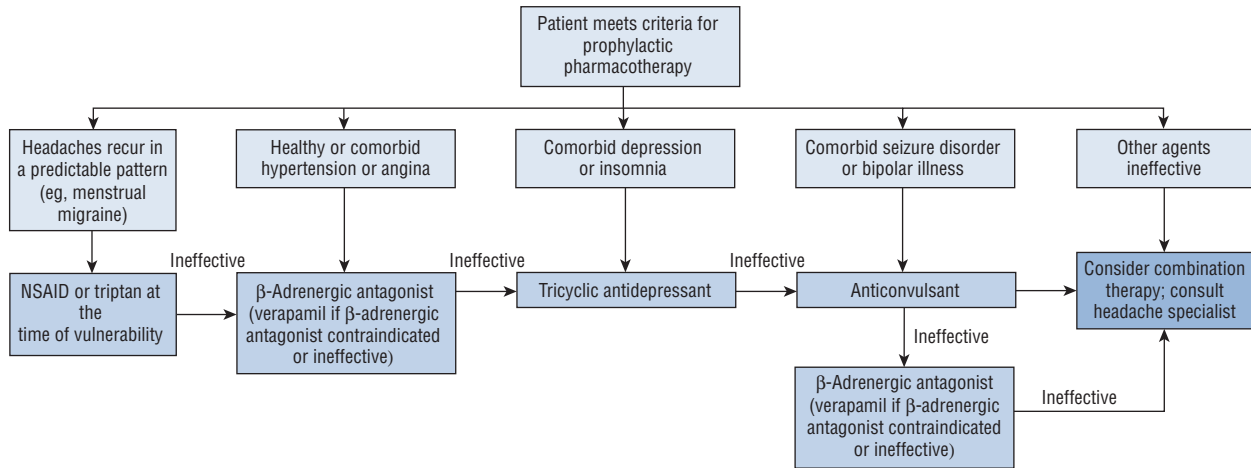 Patient meets criteria for
prophylactic
pharmacotherapy
Headaches recur in
a predictable pattern
(eg, menstrual
migraine)
Healthy or comorbid
hypertension or angina
Comorbid depression
or insomnia
Comorbid seizure disorder
or bipolar illness
Other agents
ineffective
NSAID or triptan at
the
time of vulnerability
Ineffective
β-Adrenergic antagonist
(verapamil if β-adrenergic
antagonist contraindicated
or ineffective)
Ineffective
Tricyclic antidepressant
Ineffective
Anticonvulsant
Consider combination
therapy; consult
headache specialist
Ineffective
β-Adrenergic antagonist
(verapamil if β-adrenergic
antagonist contraindicated
or ineffective)
Ineffective